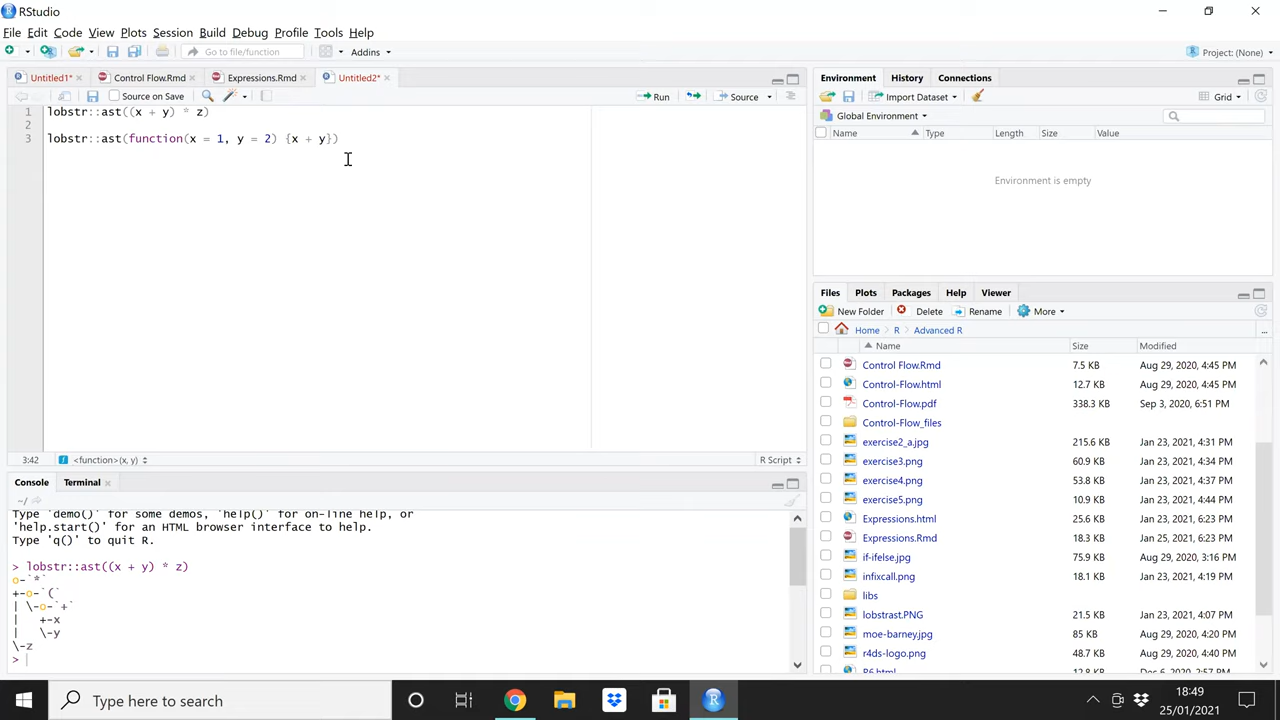 RStudio
File Edit Code View Plots Session Build Debug Profile Tools Help
Go to file/function Addins Project: (None)
Untitled1* Control Flow.Rmd Expressions.Rmd Untitled2*
Source on Save Run Source
1 lobstr::ast((x + y) * z)
2
3 lobstr::ast(function(x = 1, y = 2) {x + y})
3:42 <function>(x, y) R Script
Console Terminal
~/
Type 'demo()' for some demos, 'help()' for on-line help, or
'help.start()' for an HTML browser interface to help.
Type 'q()' to quit R.
> lobstr::ast((x + y) * z)
o-`*`
+-o-`(`
| \-o-`+`
|   +-x
|   \-y
\-z
>
Environment History Connections
Import Dataset Grid
Global Environment
Name Type Length Size Value
Environment is empty
Files Plots Packages Help Viewer
New Folder Delete Rename More
Home R Advanced R ...
Name Size Modified
Control Flow.Rmd 7.5 KB Aug 29, 2020, 4:45 PM
Control-Flow.html 12.7 KB Aug 29, 2020, 4:45 PM
Control-Flow.pdf 338.3 KB Sep 3, 2020, 6:51 PM
Control-Flow_files
exercise2_a.jpg 215.6 KB Jan 23, 2021, 4:31 PM
exercise3.png 60.9 KB Jan 23, 2021, 4:34 PM
exercise4.png 53.8 KB Jan 23, 2021, 4:37 PM
exercise5.png 10.9 KB Jan 23, 2021, 4:44 PM
Expressions.html 25.6 KB Jan 23, 2021, 6:23 PM
Expressions.Rmd 18.3 KB Jan 25, 2021, 6:23 PM
if-ifelse.jpg 75.9 KB Aug 29, 2020, 3:16 PM
infixcall.png 18.1 KB Jan 23, 2021, 4:19 PM
libs
lobstrast.PNG 21.5 KB Jan 23, 2021, 4:07 PM
moe-barney.jpg 85 KB Aug 29, 2020, 4:20 PM
r4ds-logo.png 48.7 KB Aug 29, 2020, 4:40 PM
R6.html 12.8 KB Dec 6, 2020, 2:57 PM
Type here to search
18:49
25/01/2021